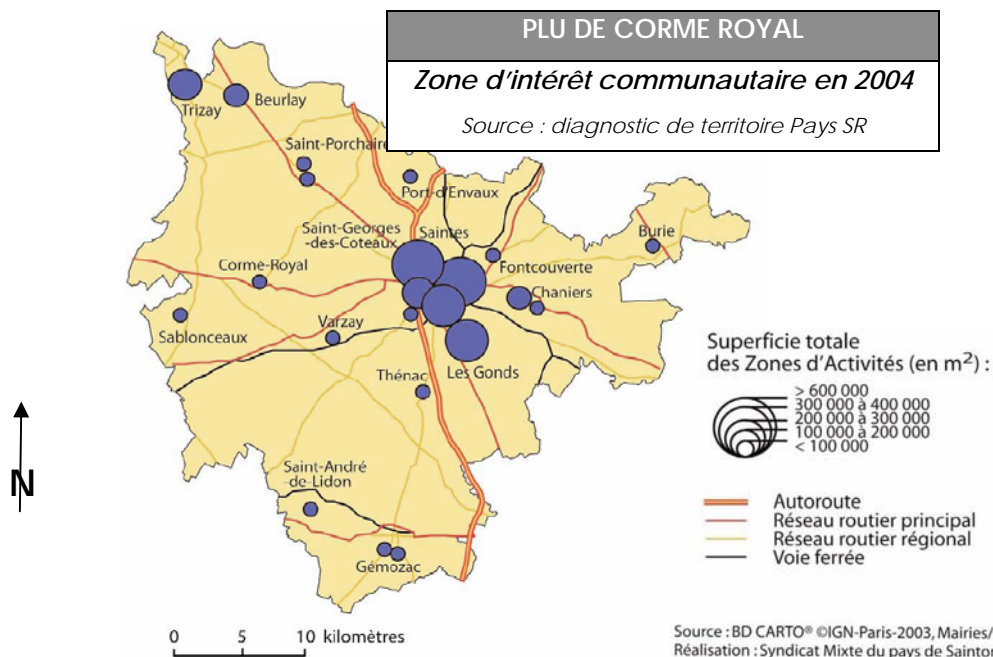 PLU DE CORME ROYAL
Zone d'intérêt communautaire en 2004
Source : diagnostic de territoire Pays SR
Trizay
Beurlay
Saint-Porchaire
Port-d'Envaux
Saint-Georges
-des-Coteaux
Saintes
Burie
Corme-Royal
Fontcouverte
Chaniers
Sablonceaux
Varzay
Thénac
Les Gonds
Saint-André
-de-Lidon
Gémozac
N
Superficie totale
des Zones d'Activités (en m²) :
> 600 000
300 000 à 400 000
200 000 à 300 000
100 000 à 200 000
< 100 000
Autoroute
Réseau routier principal
Réseau routier régional
Voie ferrée
0 5 10 kilomètres
Source : BD CARTO® ©IGN-Paris-2003, Mairies/
Réalisation : Syndicat Mixte du pays de